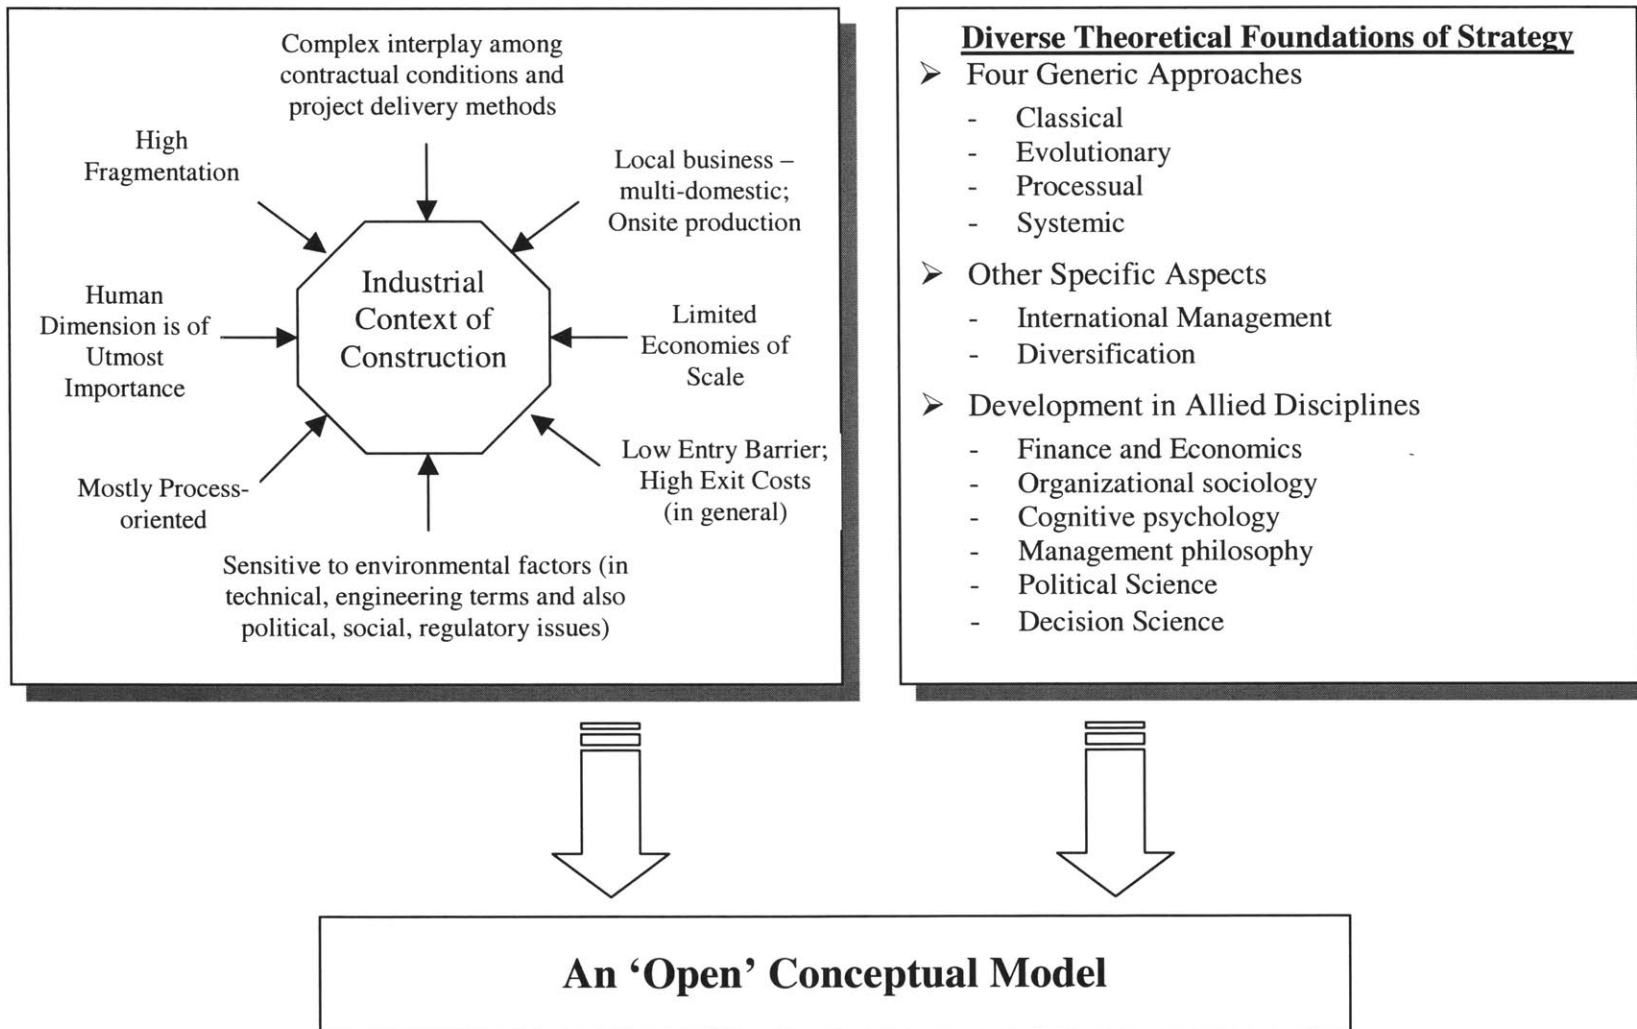 Complex interplay among
contractual conditions and
project delivery methods
High
Fragmentation
Local business –
multi-domestic;
Onsite production
Industrial
Context of
Construction
Human
Dimension is of
Utmost
Importance
Limited
Economies of
Scale
Mostly Process-
oriented
Low Entry Barrier;
High Exit Costs
(in general)
Sensitive to environmental factors (in
technical, engineering terms and also
political, social, regulatory issues)
Diverse Theoretical Foundations of Strategy
➢ Four Generic Approaches
- Classical
- Evolutionary
- Processual
- Systemic
➢ Other Specific Aspects
- International Management
- Diversification
➢ Development in Allied Disciplines
- Finance and Economics
- Organizational sociology
- Cognitive psychology
- Management philosophy
- Political Science
- Decision Science
An ‘Open’ Conceptual Model